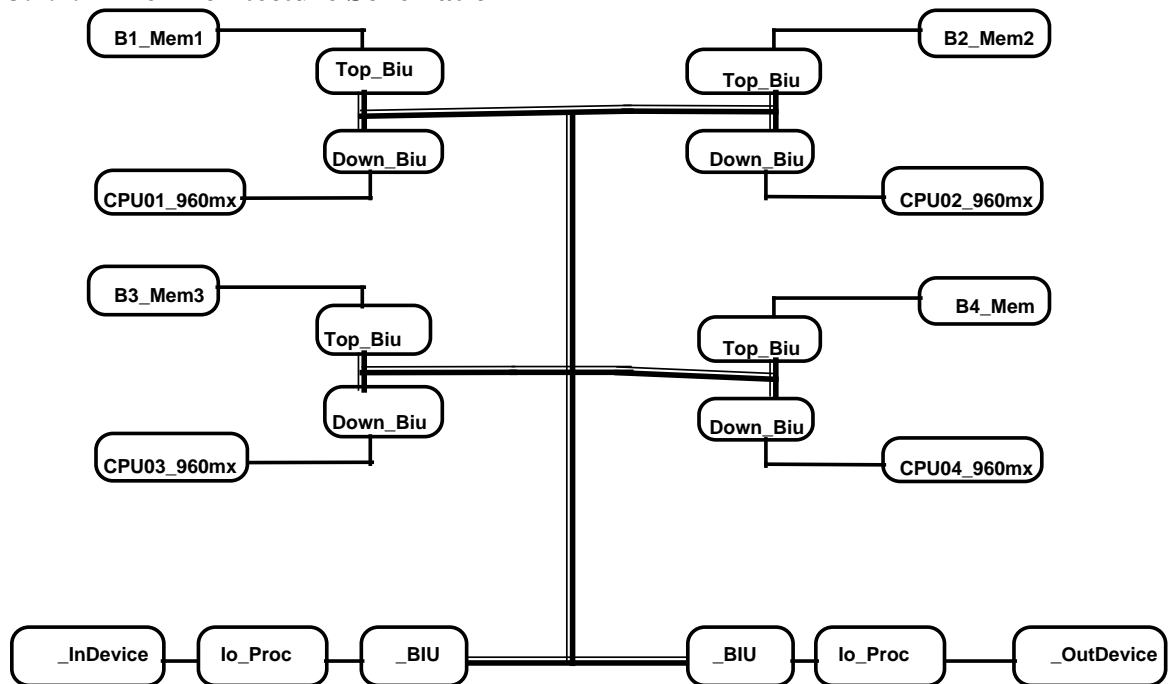 B1_Mem1
B2_Mem2
Top_Biu
Top_Biu
Down_Biu
Down_Biu
CPU01_960mx
CPU02_960mx
B3_Mem3
B4_Mem
Top_Biu
Top_Biu
Down_Biu
Down_Biu
CPU03_960mx
CPU04_960mx
_InDevice
Io_Proc
_BIU
_BIU
Io_Proc
_OutDevice